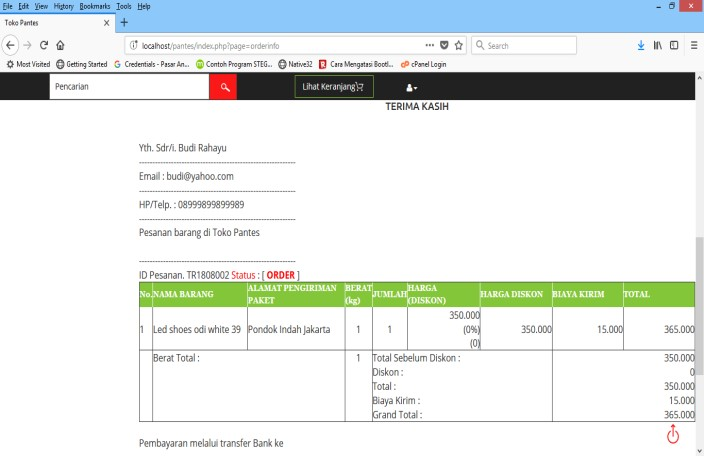 File Edit View History Bookmarks Tools Help
Toko Pantes
localhost/pantes/index.php?page=orderinfo
Search
Most Visited Getting Started Credentials - Pasar An... Contoh Program STEG... Native32 Cara Mengatasi Bootl... cPanel Login
Pencarian Lihat Keranjang
TERIMA KASIH
Yth. Sdr/i. Budi Rahayu
Email : budi@yahoo.com
HP/Telp. : 08999899899989
Pesanan barang di Toko Pantes
ID Pesanan. TR1808002 Status : [ ORDER ]
No. NAMA BARANG ALAMAT PENGIRIMAN PAKET BERAT (kg) JUMLAH HARGA (DISKON) HARGA DISKON BIAYA KIRIM TOTAL
1 Led shoes odi white 39 Pondok Indah Jakarta 1 1 350.000 (0%) (0) 350.000 15.000 365.000
Berat Total : 1 Total Sebelum Diskon : 350.000
Diskon : 0
Total : 350.000
Biaya Kirim : 15.000
Grand Total : 365.000
Pembayaran melalui transfer Bank ke